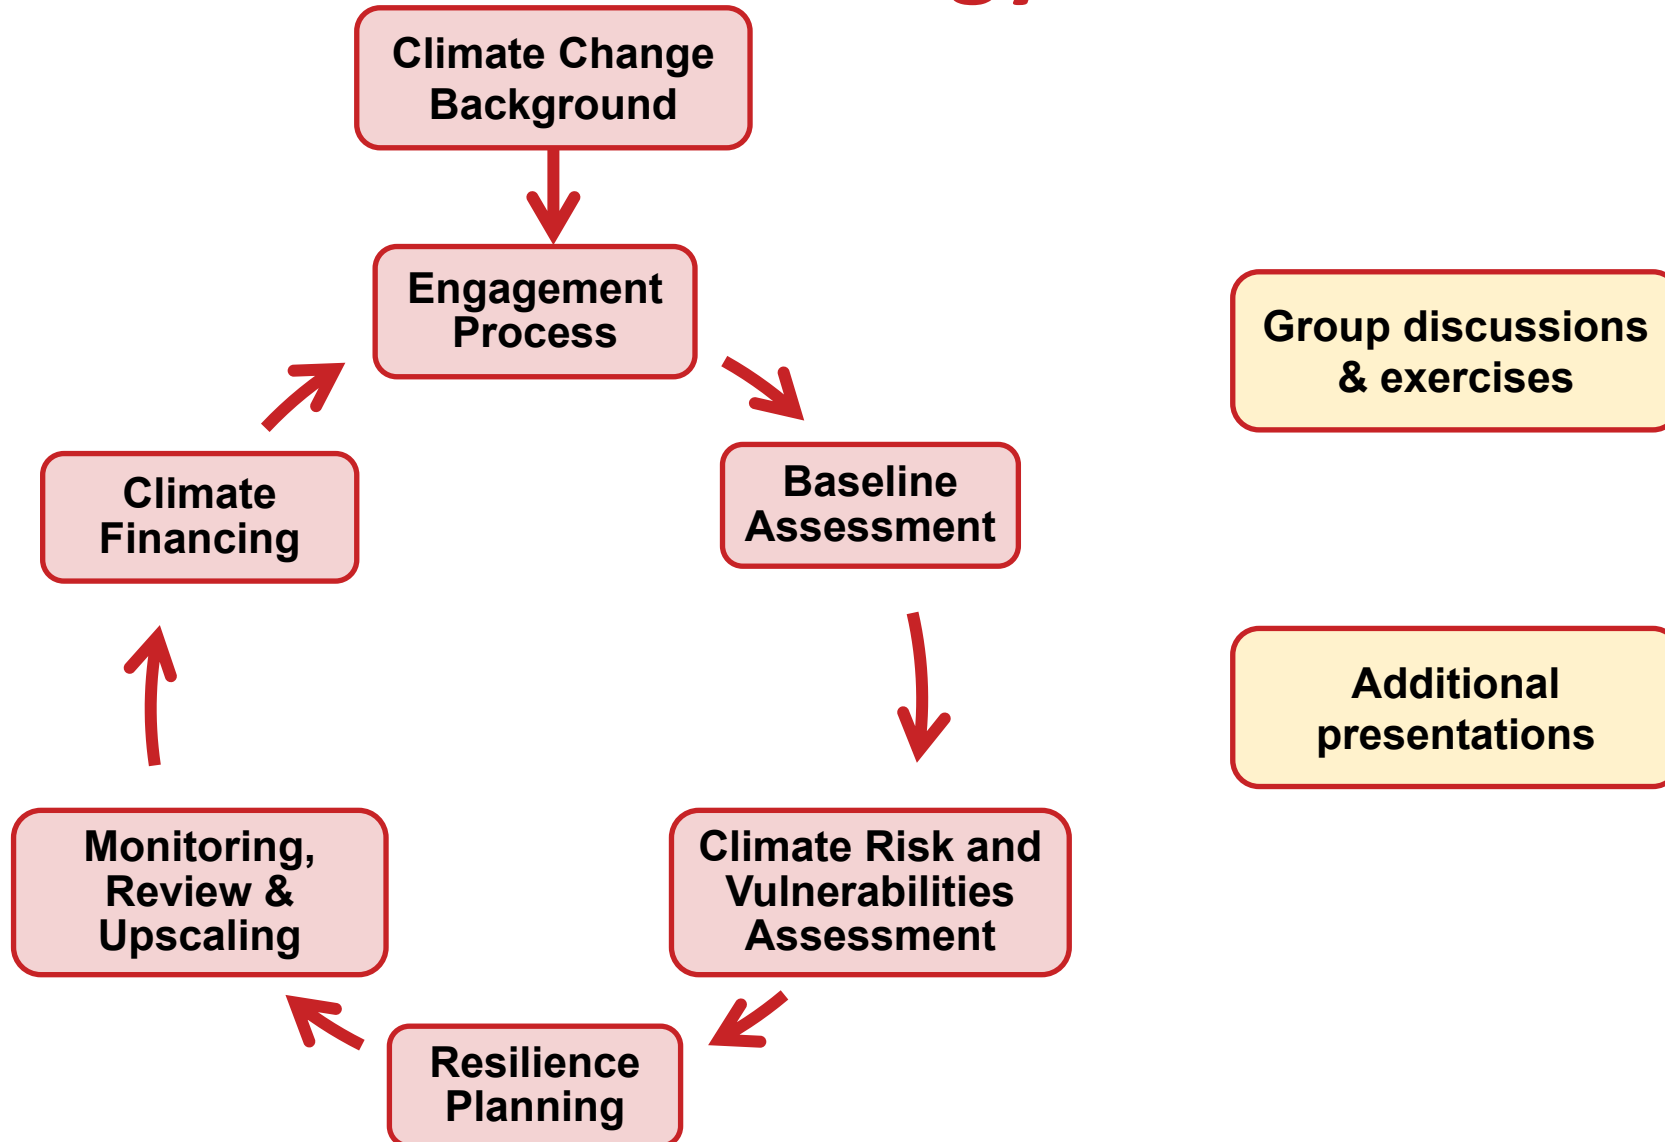 Climate Change
Background
Engagement
Process
Group discussions
& exercises
Climate
Financing
Baseline
Assessment
Additional
presentations
Monitoring,
Review &
Upscaling
Climate Risk and
Vulnerabilities
Assessment
Resilience
Planning